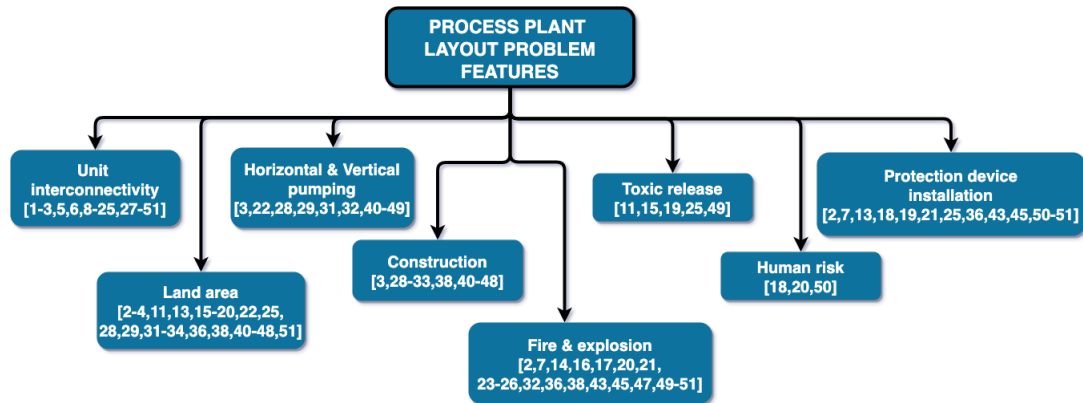 PROCESS PLANT
LAYOUT PROBLEM
FEATURES
Unit
interconnectivity
[1-3,5,6,8-25,27-51]
Horizontal & Vertical
pumping
[3,22,28,29,31,32,40-49]
Toxic release
[11,15,19,25,49]
Protection device
installation
[2,7,13,18,19,21,25,36,43,45,50-51]
Land area
[2-4,11,13,15-20,22,25,
28,29,31-34,36,38,40-48,51]
Construction
[3,28-33,38,40-48]
Human risk
[18,20,50]
Fire & explosion
[2,7,14,16,17,20,21,
23-26,32,36,38,43,45,47,49-51]